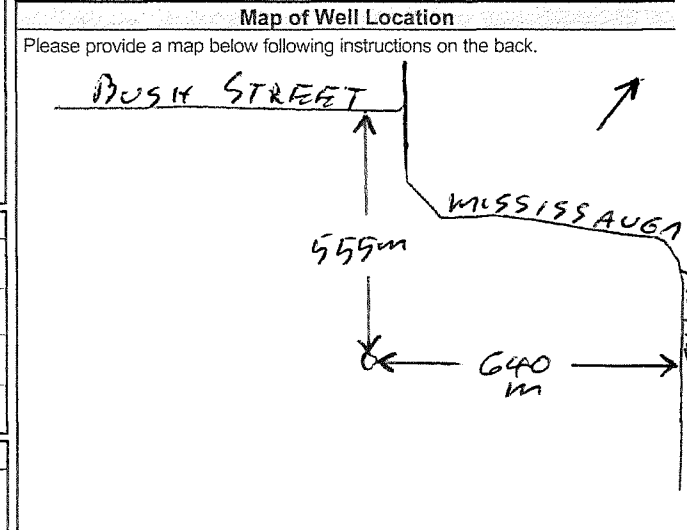 Map of Well Location
Please provide a map below following instructions on the back.
BUSH STREET
MISSISSAUGA
555m
640
m